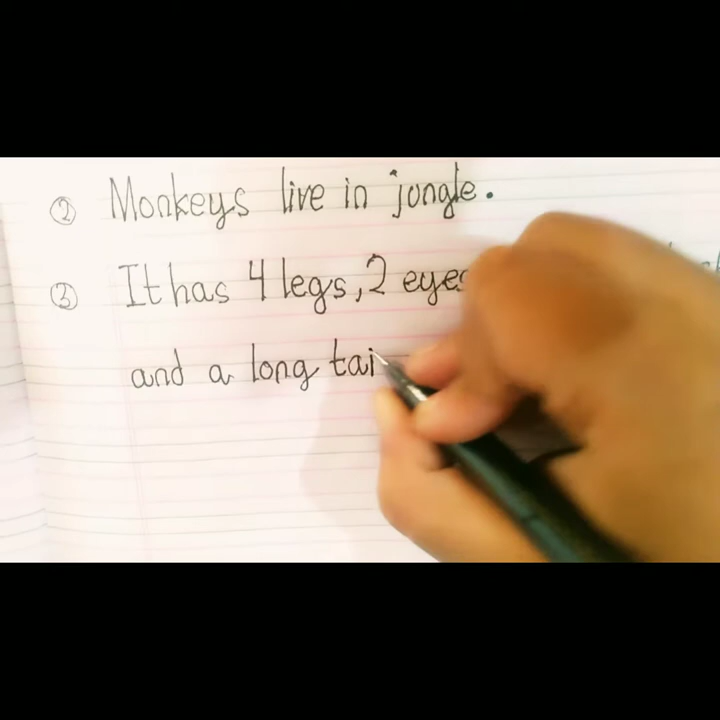 ② Monkeys live in jungle.
③ It has 4 legs, 2 eyes
and a long tai